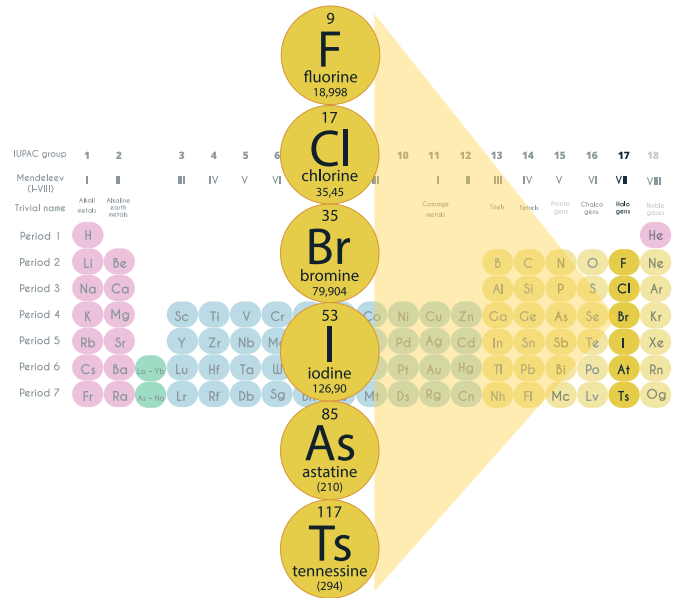 9
F
fluorine
18,998
17
Cl
chlorine
35,45
35
Br
bromine
79,904
53
I
iodine
126,90
85
As
astatine
(210)
117
Ts
tennessine
(294)
IUPAC group 1 2 3 4 5 6 10 11 12 13 14 15 16 17 18
Mendeleev I II III IV V I II III IV V VI VII VIII
(I-VIII)
Trivial name Alkali Alkaline Coinage Triels Tetrels Pnicto Chalco Halo Noble
metals earth metals gens gens gens gases
metals
Period 1 H He
Period 2 Li Be B C N O F Ne
Period 3 Na Ca Al Si P S Cl Ar
Period 4 K Mg Sc Ti V Cr Co Ni Cu Zn Ga Ge As Se Br Kr
Period 5 Rb Sr Y Zr Nb Pd Ag Cd In Sn Sb Te I Xe
Period 6 Cs Ba La - Yb Lu Hf Ta W Pt Au Hg Tl Pb Bi Po At Rn
Period 7 Fr Ra As - No Lr Rf Db Sg Mt Ds Rg Cn Nh Fl Mc Lv Ts Og